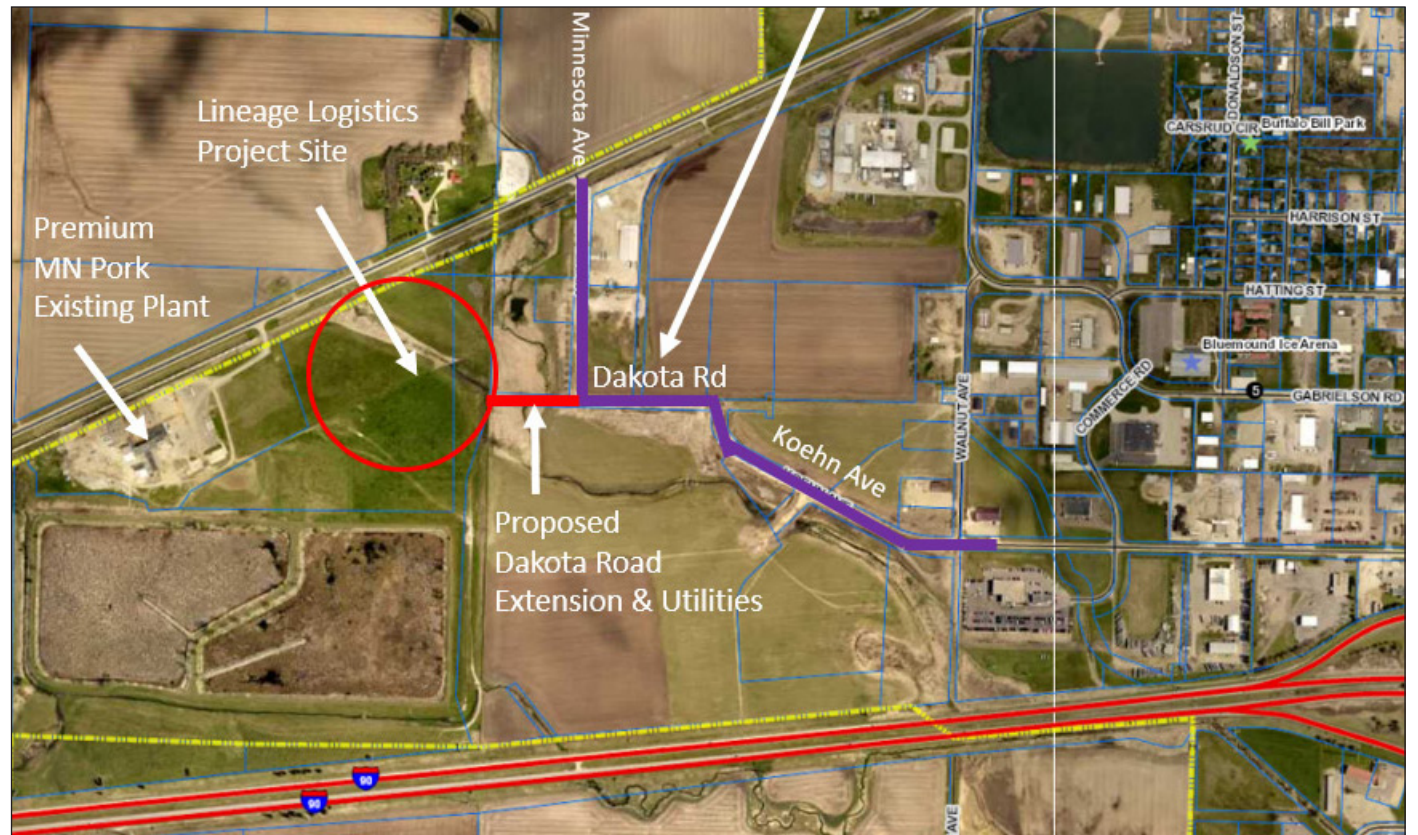 Minnesota Ave
Lineage Logistics
Project Site
Premium
MN Pork
Existing Plant
DONALDSON ST
CARSRUD CIR
Buffalo Bill Park
HARRISON ST
HATTING ST
Bluemound Ice Arena
5
GABRIELSON RD
COMMERCE RD
WALNUT AVE
Dakota Rd
Koehn Ave
Proposed
Dakota Road
Extension & Utilities
90
90
AVE